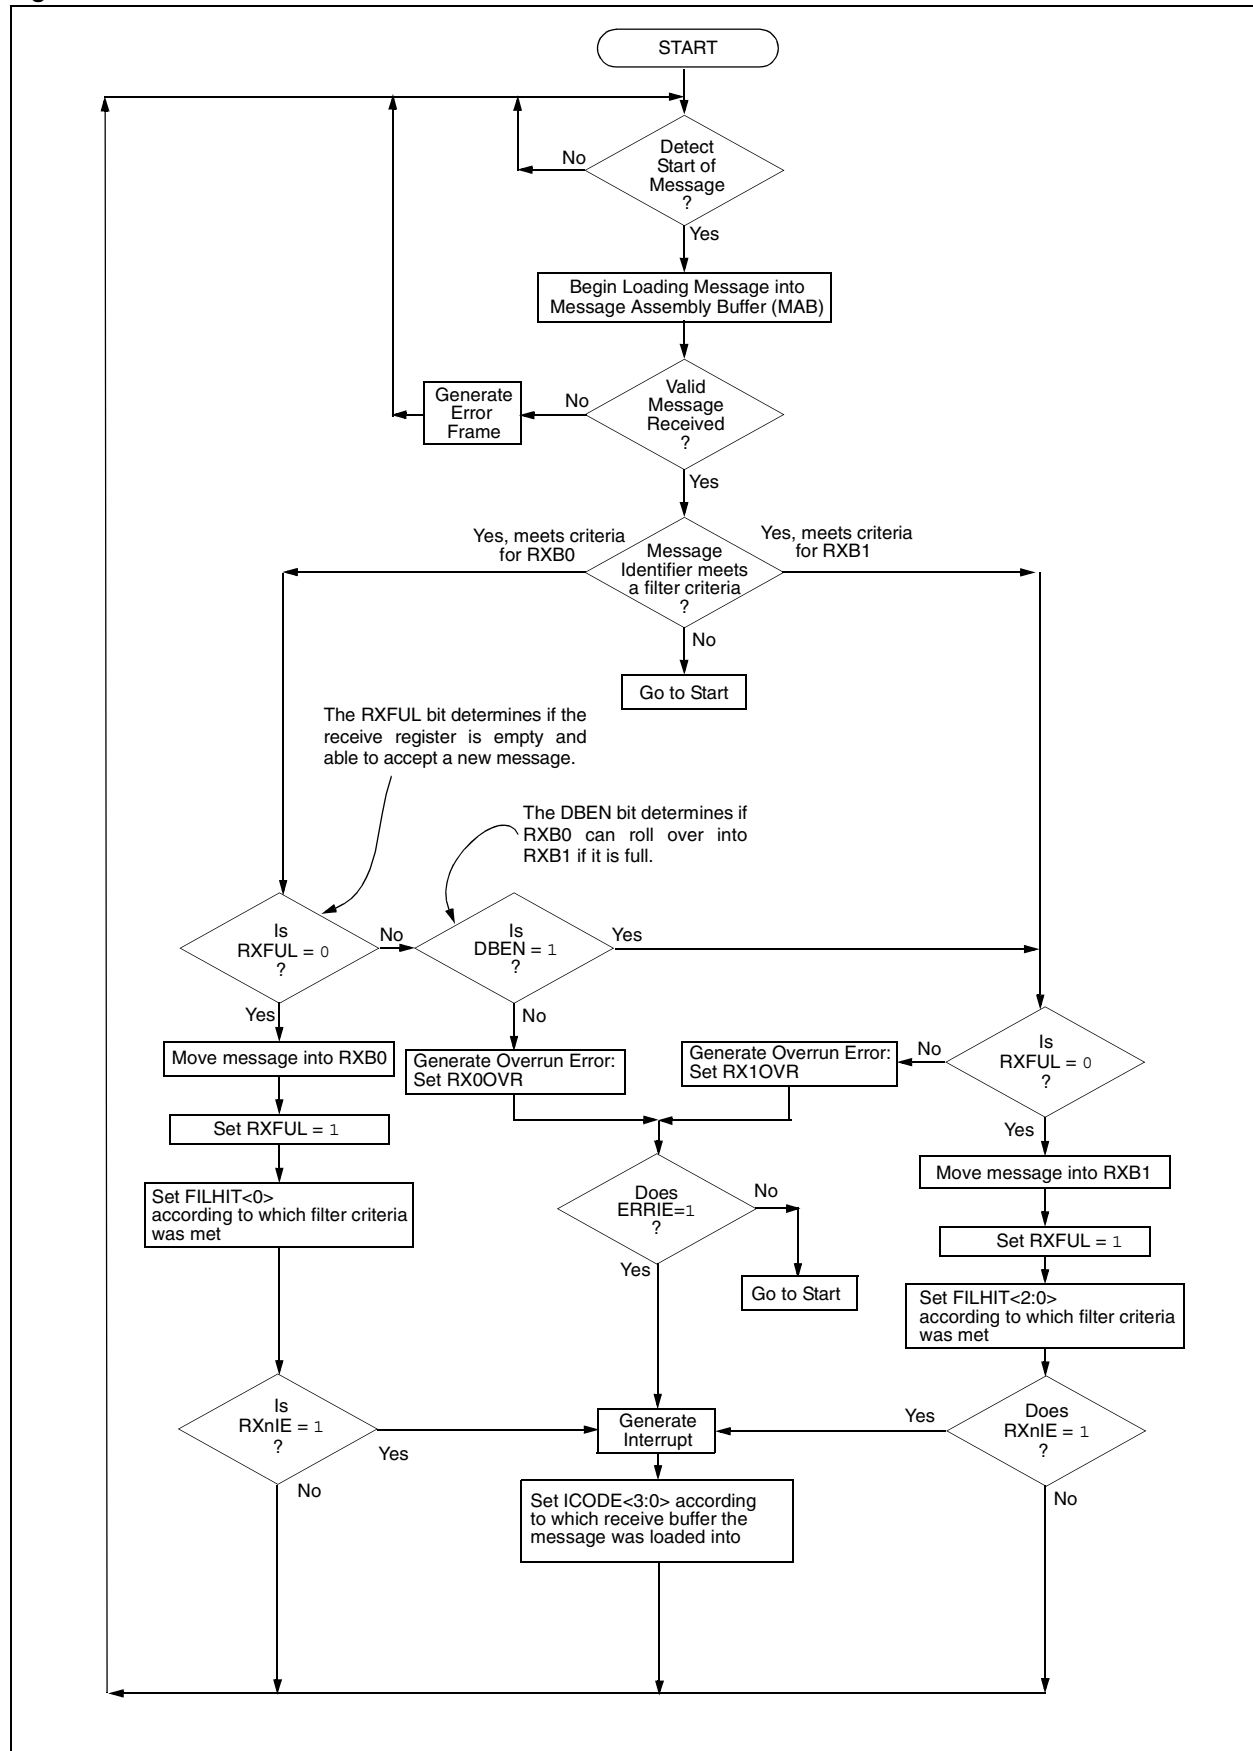 START
Detect
Start of
Message
?
No
Yes
Begin Loading Message into
Message Assembly Buffer (MAB)
Generate
Error
Frame
No
Valid
Message
Received
?
Yes
Yes, meets criteria
for RXB0
Message
Identifier meets
a filter criteria
?
Yes, meets criteria
for RXB1
No
Go to Start
The RXFUL bit determines if the
receive register is empty and
able to accept a new message.
The DBEN bit determines if
RXB0 can roll over into
RXB1 if it is full.
Is
RXFUL = 0
?
No
Is
DBEN = 1
?
Yes
Yes
No
Move message into RXB0
Generate Overrun Error:
Set RX0OVR
Generate Overrun Error:
Set RX1OVR
No
Is
RXFUL = 0
?
Set RXFUL = 1
Yes
Move message into RXB1
Set FILHIT<0>
according to which filter criteria
was met
Does
ERRIE=1
?
No
Yes
Go to Start
Set RXFUL = 1
Set FILHIT<2:0>
according to which filter criteria
was met
Is
RXnIE = 1
?
Yes
No
Generate
Interrupt
Yes
Does
RXnIE = 1
?
No
Set ICODE<3:0> according
to which receive buffer the
message was loaded into